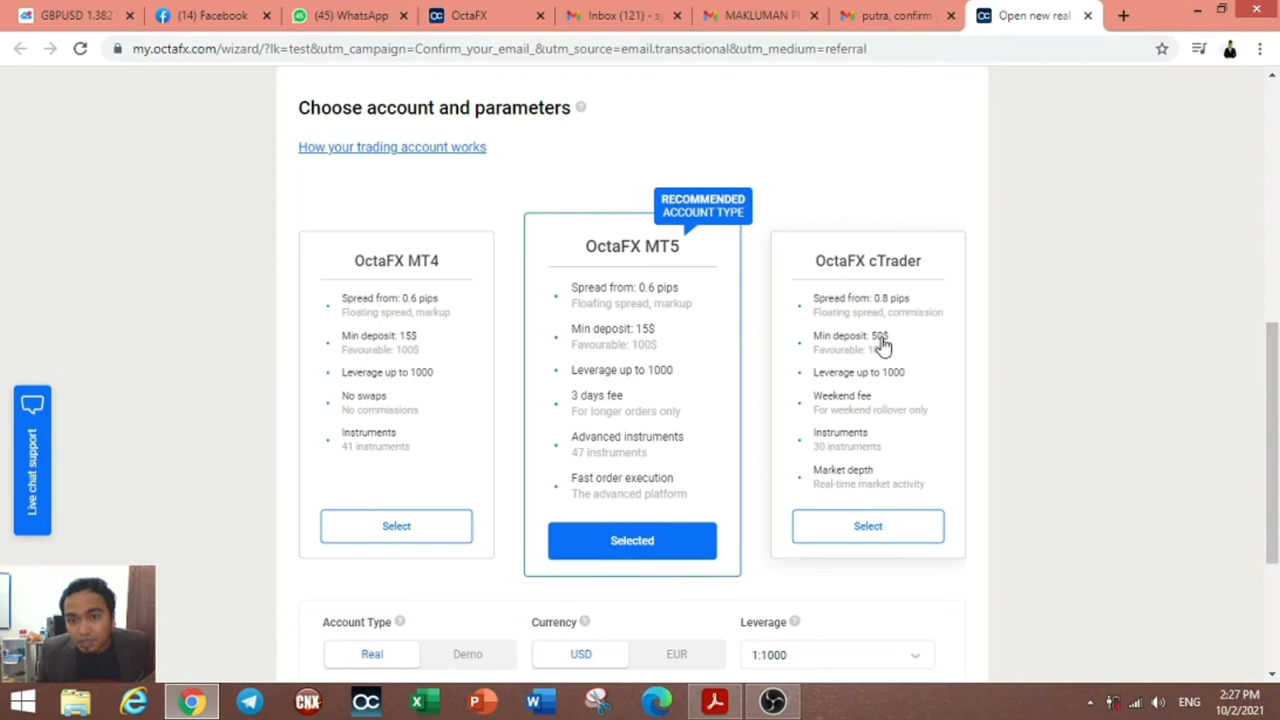 GBPUSD 1.382
(14) Facebook
(45) WhatsApp
OctaFX
Inbox (121) - sy
MAKLUMAN PE
putra, confirm
Open new real
my.octafx.com/wizard/?lk=test&utm_campaign=Confirm_your_email_&utm_source=email.transactional&utm_medium=referral
Choose account and parameters
How your trading account works
RECOMMENDED
ACCOUNT TYPE
OctaFX MT4
Spread from: 0.6 pips
Floating spread, markup
Min deposit: 15$
Favourable: 100$
Leverage up to 1000
No swaps
No commissions
Instruments
41 instruments
Select
OctaFX MT5
Spread from: 0.6 pips
Floating spread, markup
Min deposit: 15$
Favourable: 100$
Leverage up to 1000
3 days fee
For longer orders only
Advanced instruments
47 instruments
Fast order execution
The advanced platform
Selected
OctaFX cTrader
Spread from: 0.8 pips
Floating spread, commission
Min deposit: 50$
Favourable:
Leverage up to 1000
Weekend fee
For weekend rollover only
Instruments
30 instruments
Market depth
Real-time market activity
Select
Live chat support
Account Type
Real
Demo
Currency
USD
EUR
Leverage
1:1000
CNX
ENG
2:27 PM
10/2/2021